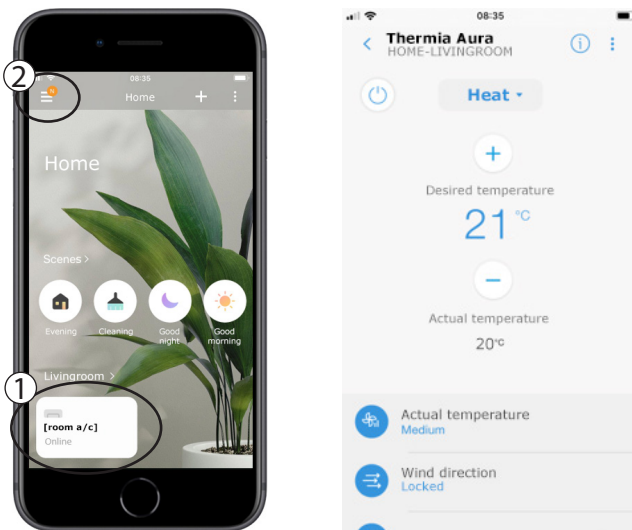 2
08:35
N
Home
Home
Scenes >
Evening
Cleaning
Good
night
Good
morning
Livingroom >
1
[room a/c]
Online
08:35
Thermia Aura
HOME-LIVINGROOM
i
Heat
+
Desired temperature
21 °C
−
Actual temperature
20°C
Actual temperature
Medium
Wind direction
Locked